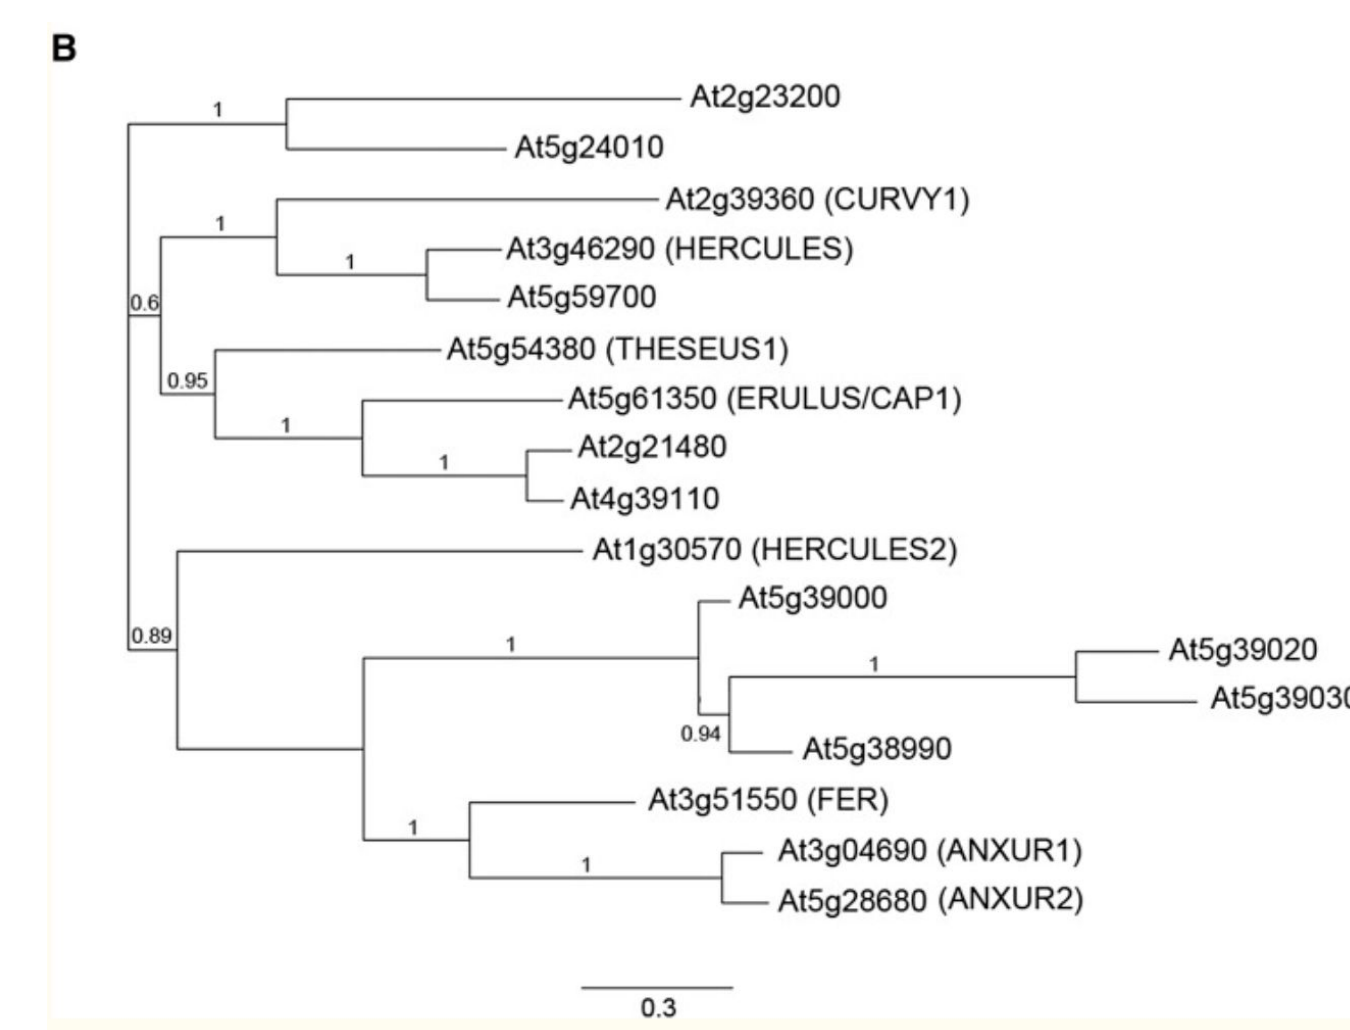 B
At2g23200
1
At5g24010
At2g39360 (CURVY1)
1
At3g46290 (HERCULES)
1
At5g59700
0.6
At5g54380 (THESEUS1)
0.95
At5g61350 (ERULUS/CAP1)
1
At2g21480
1
At4g39110
At1g30570 (HERCULES2)
At5g39000
0.89
1
At5g39020
1
At5g39030
0.94
At5g38990
At3g51550 (FER)
1
At3g04690 (ANXUR1)
1
At5g28680 (ANXUR2)
0.3